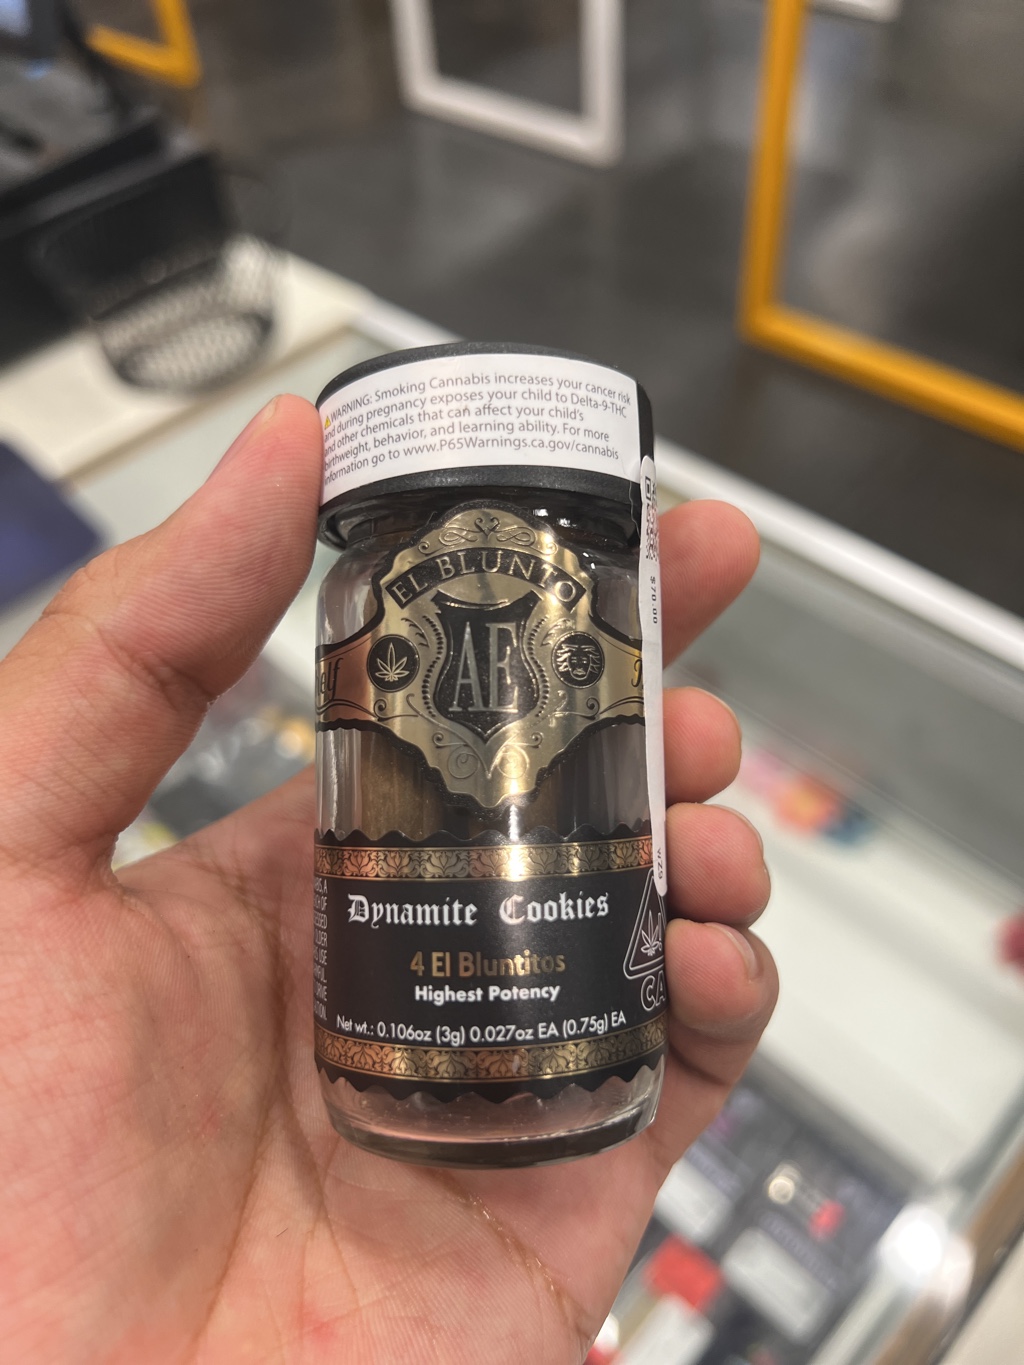 WARNING: Smoking Cannabis increases your cancer risk
and during pregnancy exposes your child to Delta-9-THC
and other chemicals that can affect your child's
birthweight, behavior, and learning ability. For more
information go to www.P65Warnings.ca.gov/cannabis
$70.00
EL BLUNTO
AE
Dynamite Cookies
4 El Bluntitos
Highest Potency
Net wt.: 0.106oz (3g) 0.027oz EA (0.75g) EA
CA